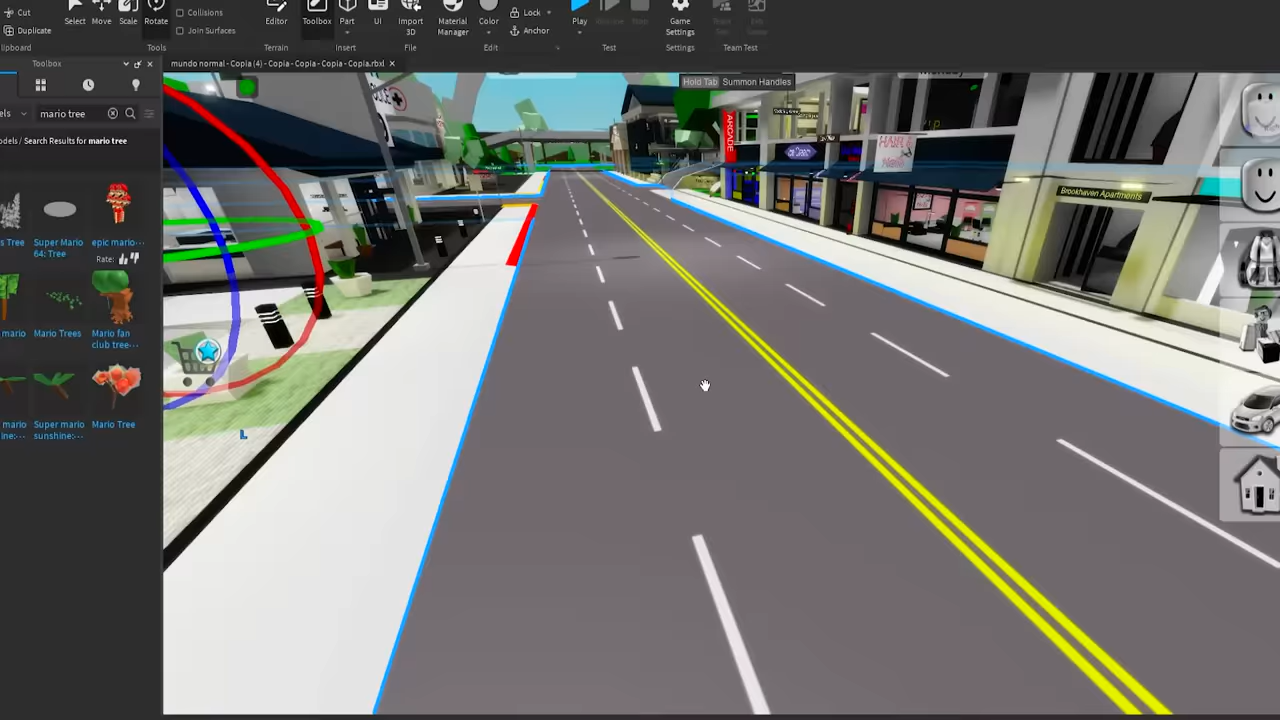 Cut
Duplicate
lipboard
Select
Move
Scale
Rotate
Tools
Collisions
Join Surfaces
Editor
Terrain
Toolbox
Part
UI
Insert
Import
3D
File
Material
Manager
Color
Lock
Anchor
Edit
Play
Test
Game
Settings
Settings
Team Test
Toolbox
mundo normal - Copia (4) - Copia - Copia - Copia - Copia.rbxl
els
mario tree
odels / Search Results for mario tree
s Tree
Super Mario
64: Tree
epic mario···
Rate:
mario
Mario Trees
Mario fan
club tree···
mario
ine:···
Super mario
sunshine:···
Mario Tree
Hold Tab
Summon Handles
ARCADE
Brookhaven Apartments
L